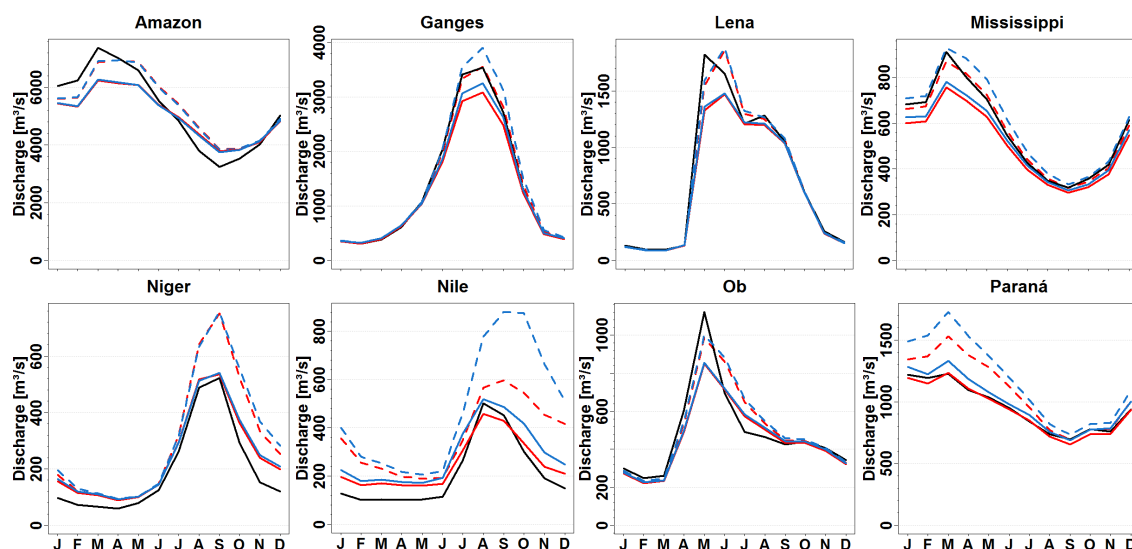 Amazon
Ganges
Lena
Mississippi
Discharge [m³/s]
0
2000
4000
6000
Discharge [m³/s]
0
1000
2000
3000
4000
Discharge [m³/s]
0
500
1000
1500
Discharge [m³/s]
0
200
400
600
800
Niger
Nile
Ob
Paraná
Discharge [m³/s]
0
200
400
600
Discharge [m³/s]
0
200
400
600
800
Discharge [m³/s]
0
200
600
1000
Discharge [m³/s]
0
500
1000
1500
J F M A M J J A S O N D
J F M A M J J A S O N D
J F M A M J J A S O N D
J F M A M J J A S O N D